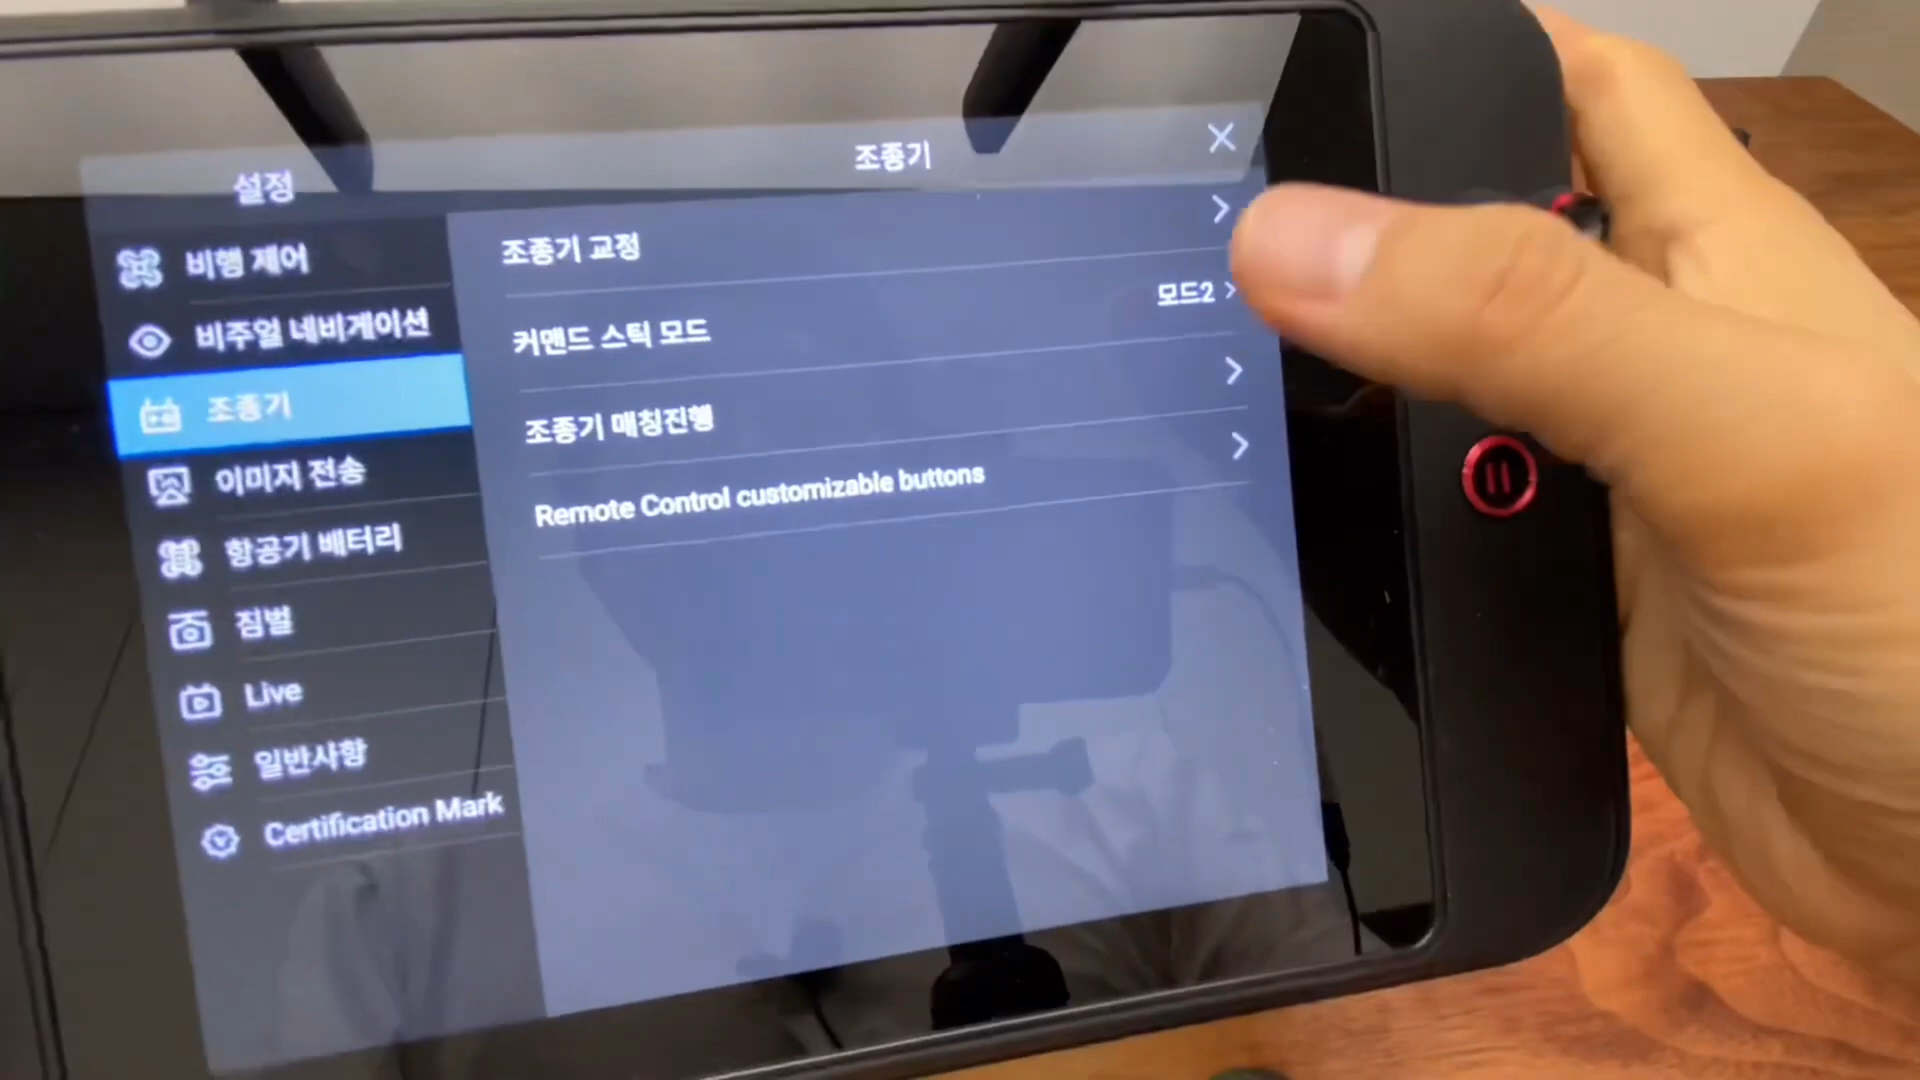 설정
조종기
비행 제어
비주얼 네비게이션
조종기
이미지 전송
항공기 배터리
짐벌
Live
일반사항
Certification Mark
조종기 교정
커맨드 스틱 모드
모드2
조종기 매칭진행
Remote Control customizable buttons